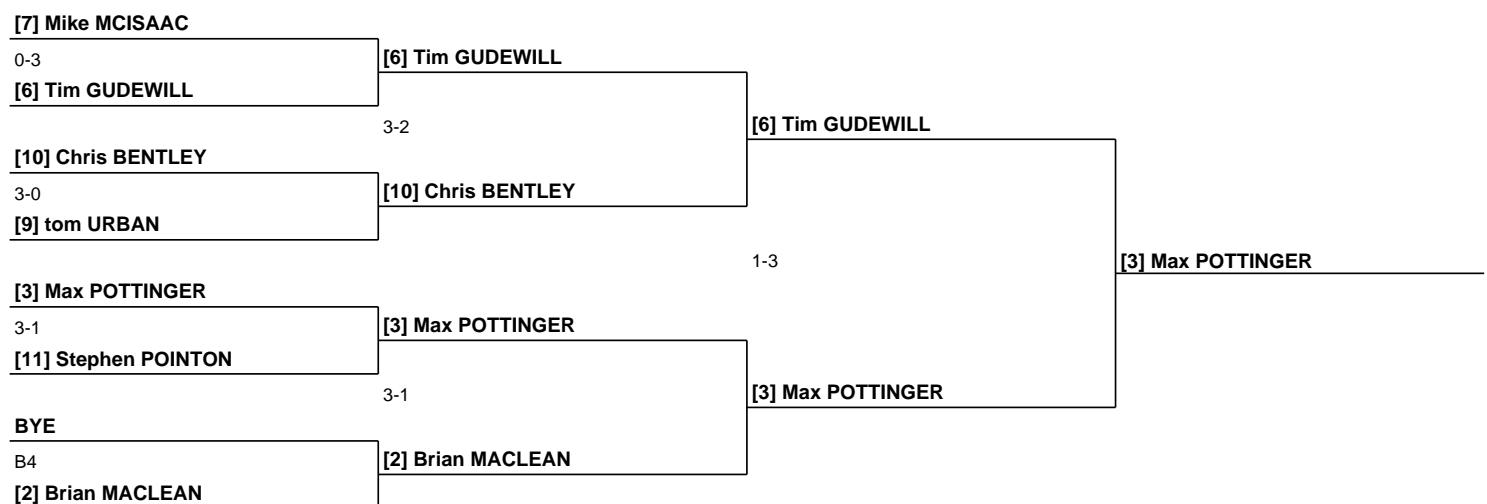 [7] Mike MCISAAC
0-3
[6] Tim GUDEWILL
[6] Tim GUDEWILL
3-2
[6] Tim GUDEWILL
[10] Chris BENTLEY
3-0
[10] Chris BENTLEY
[9] tom URBAN
1-3
[3] Max POTTINGER
[3] Max POTTINGER
3-1
[3] Max POTTINGER
[11] Stephen POINTON
3-1
[3] Max POTTINGER
BYE
B4
[2] Brian MACLEAN
[2] Brian MACLEAN